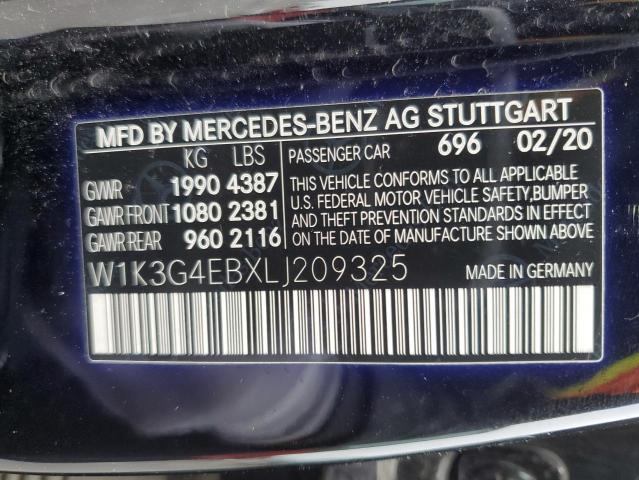 MFD BY MERCEDES-BENZ AG STUTTGART
KG LBS
GWR 1990 4387
GAWR FRONT 1080 2381
GAWR REAR 960 2116
PASSENGER CAR 696 02/20
THIS VEHICLE CONFORMS TO ALL APPLICABLE
U.S. FEDERAL MOTOR VEHICLE SAFETY,BUMPER
AND THEFT PREVENTION STANDARDS IN EFFECT
ON THE DATE OF MANUFACTURE SHOWN ABOVE.
W1K3G4EBXLJ209325 MADE IN GERMANY